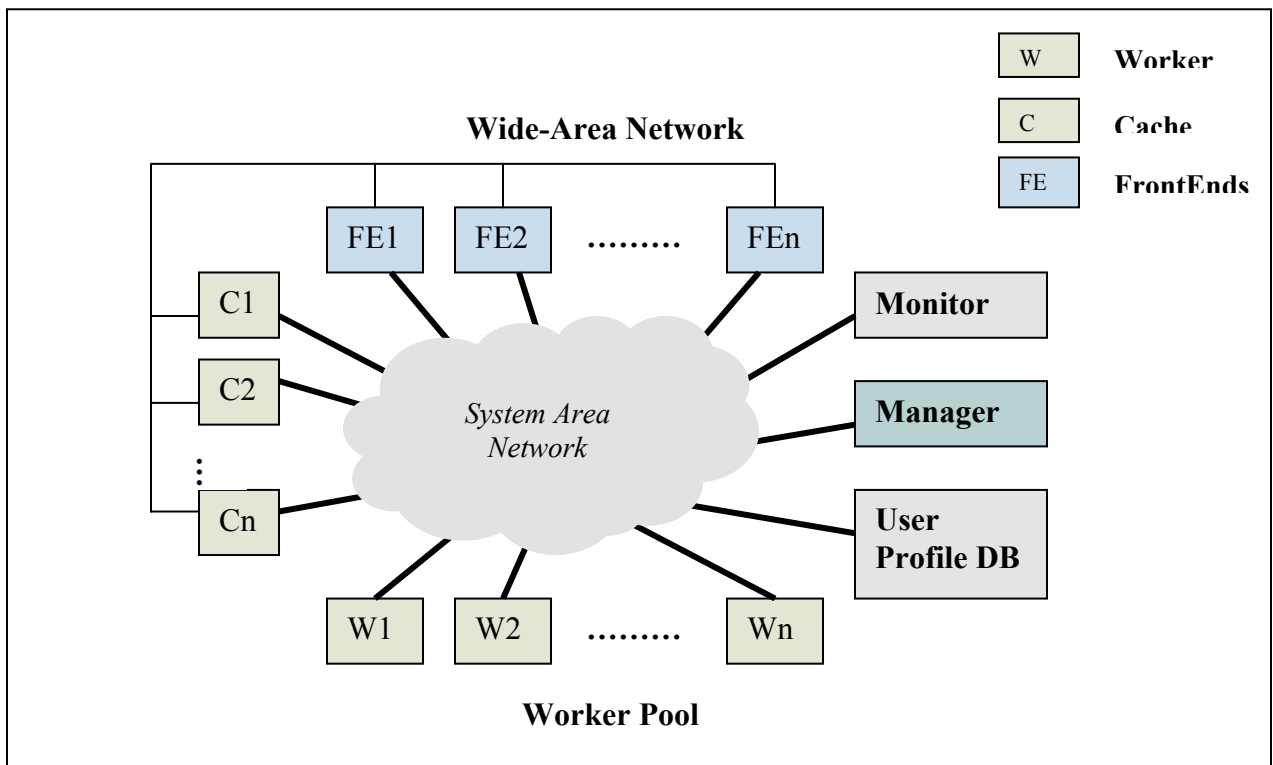 W Worker
C Cache
FE FrontEnds
Wide-Area Network
FE1 FE2 ......... FEn
C1
C2
⋮
Cn
System Area
Network
Monitor
Manager
User
Profile DB
W1 W2 ......... Wn
Worker Pool